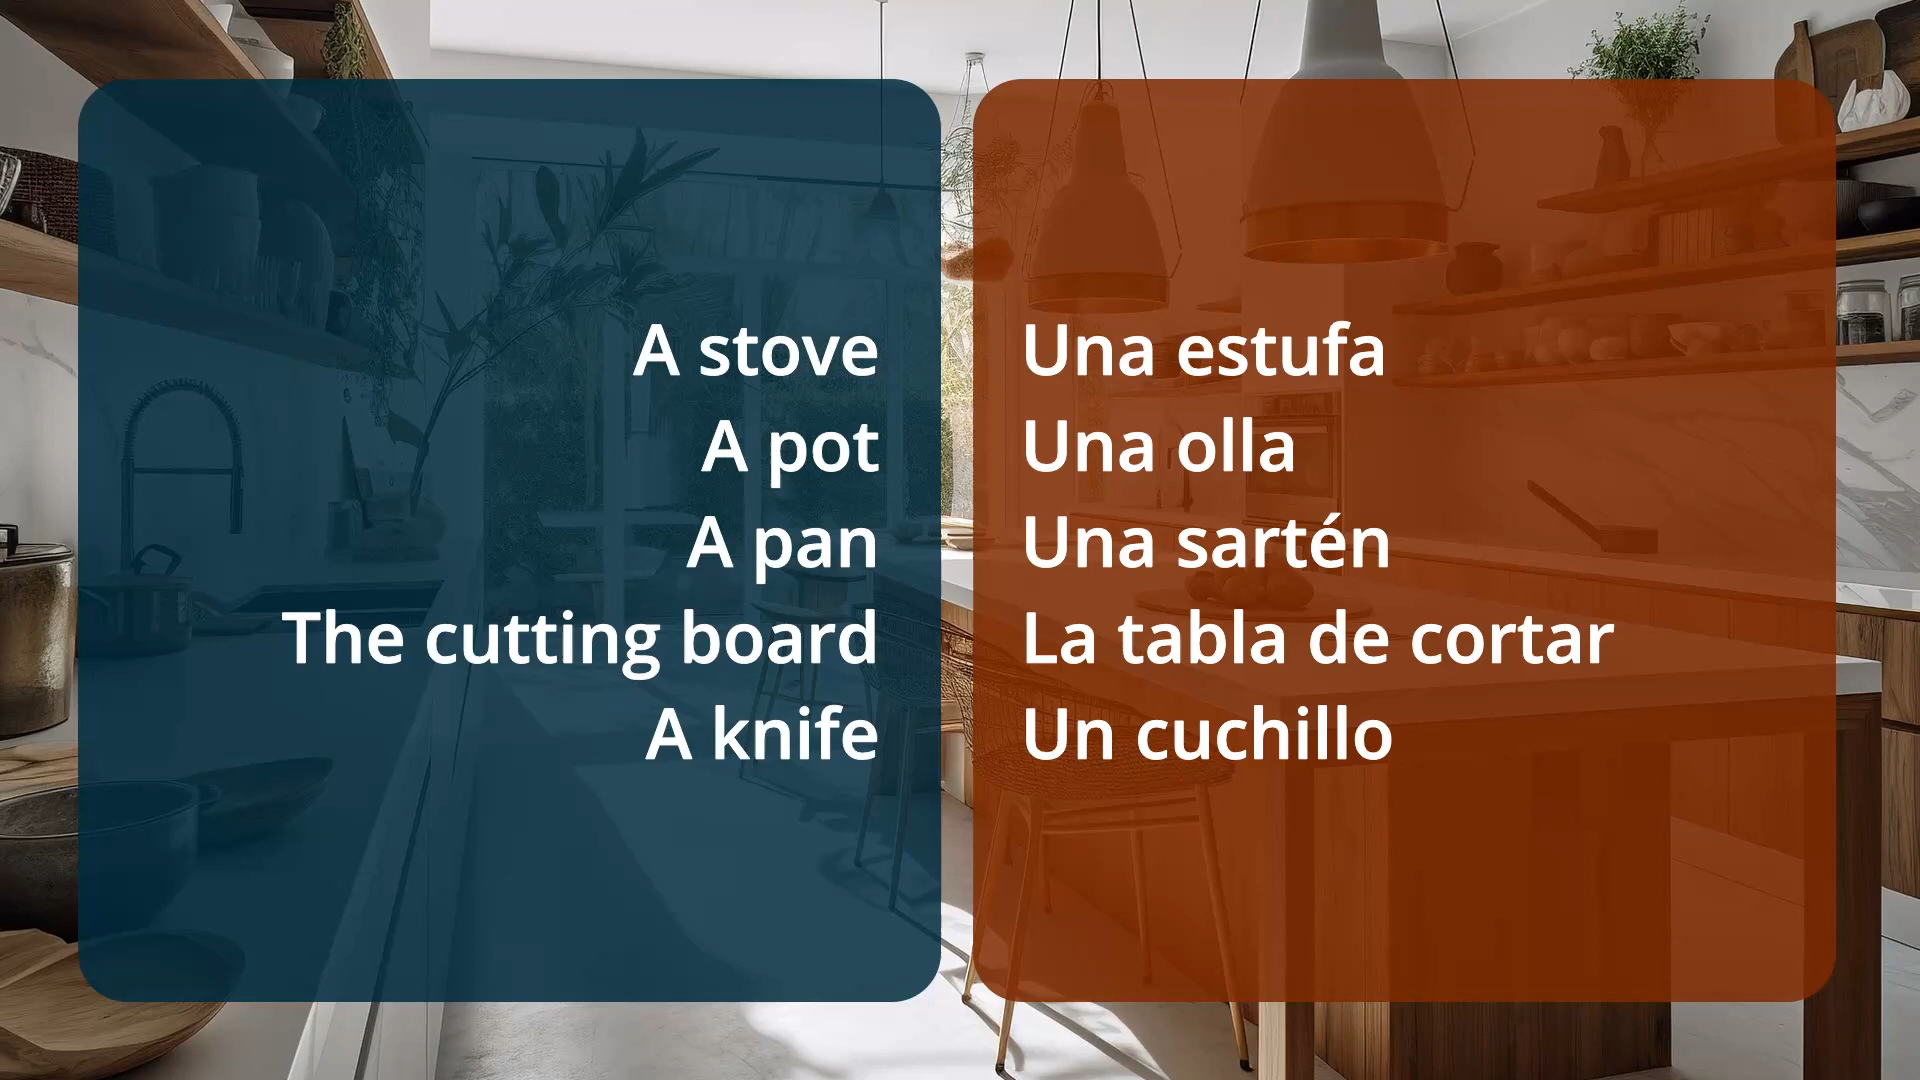 A stove
Una estufa
A pot
Una olla
A pan
Una sartén
The cutting board
La tabla de cortar
A knife
Un cuchillo